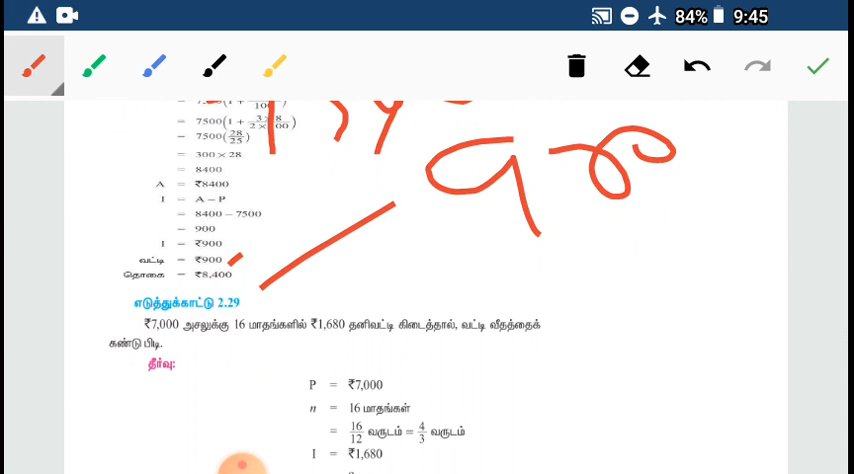 84% 9:45
= 7500(1 + 3 × 8 / 2 × 100)
= 7500(28/25)
= 300 × 28
= 8400
A = ₹8400
I = A – P
= 8400 – 7500
= 900
I = ₹900
வட்டி = ₹900
தொகை = ₹8,400
எடுத்துக்காட்டு 2.29
₹7,000 அசலுக்கு 16 மாதங்களில் ₹1,680 தனிவட்டி கிடைத்தால், வட்டி வீதத்தைக்
கண்டு பிடி.
தீர்வு:
P = ₹7,000
n = 16 மாதங்கள்
= 16/12 வருடம் = 4/3 வருடம்
I = ₹1,680